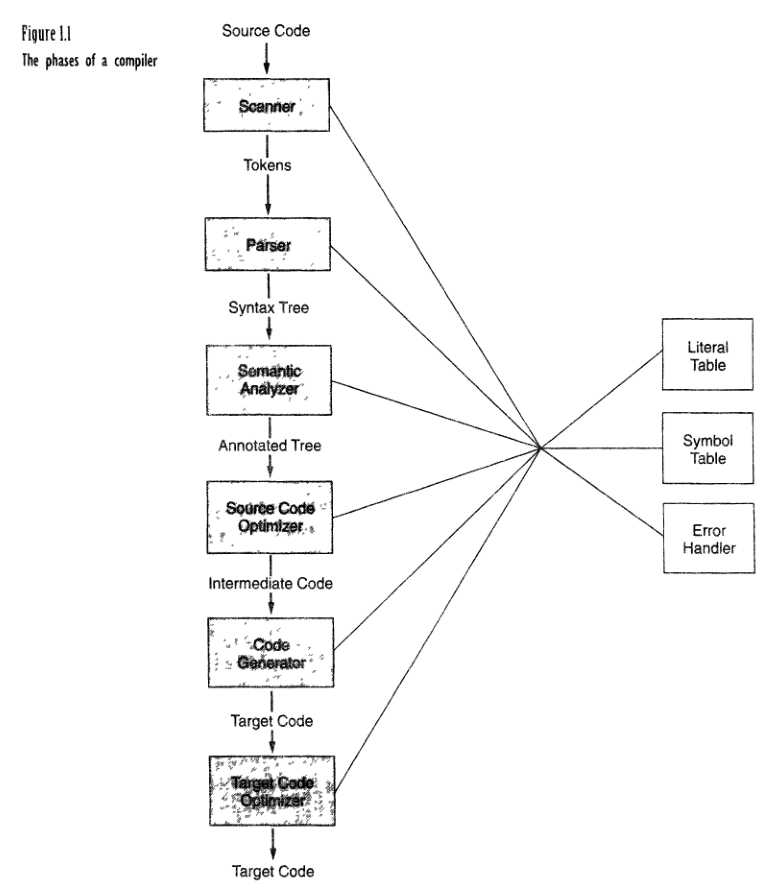 Figure 1.1
The phases of a compiler
Source Code
Scanner
Tokens
Parser
Syntax Tree
Semantic
Analyzer
Annotated Tree
Source Code
Optimizer
Intermediate Code
Code
Generator
Target Code
Target Code
Optimizer
Target Code
Literal
Table
Symbol
Table
Error
Handler